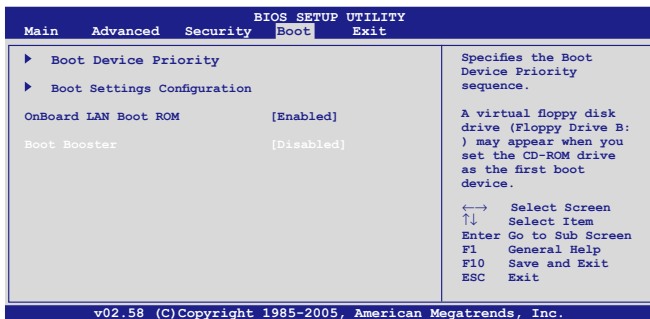 BIOS SETUP UTILITY
Main Advanced Security Boot Exit
Boot Device Priority
Boot Settings Configuration
OnBoard LAN Boot ROM [Enabled]
Boot Booster [Disabled]
Specifies the Boot
Device Priority
sequence.
A virtual floppy disk
drive (Floppy Drive B:
) may appear when you
set the CD-ROM drive
as the first boot
device.
←→ Select Screen
↑↓ Select Item
Enter Go to Sub Screen
F1 General Help
F10 Save and Exit
ESC Exit
v02.58 (C)Copyright 1985-2005, American Megatrends, Inc.